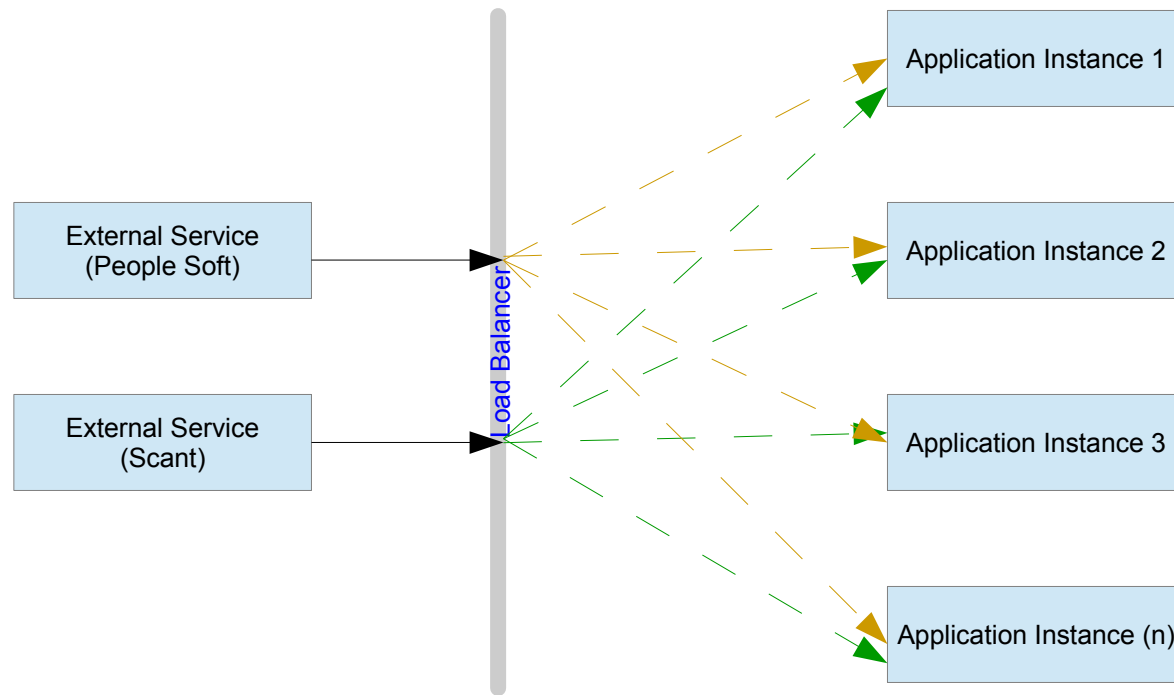 External Service
(People Soft)
External Service
(Scant)
Load Balancer
Application Instance 1
Application Instance 2
Application Instance 3
Application Instance (n)